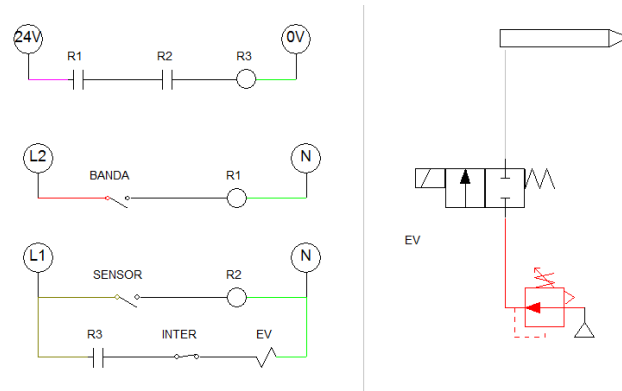 24V 0V
R1 R2 R3
L2 N
BANDA R1
L1 N
SENSOR R2
R3 INTER EV
EV